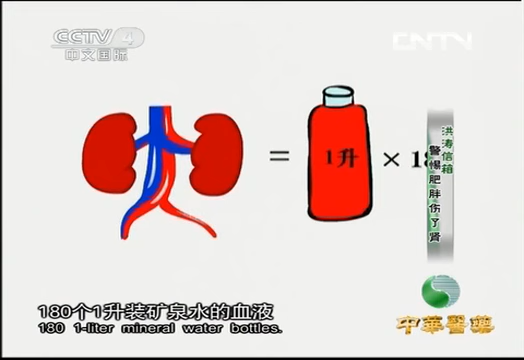 CCTV 4
中文国际
CNTV
1升
×18
洪涛信箱
警惕肥胖伤了肾
180个1升装矿泉水的血液
180 1-liter mineral water bottles.
中華醫藥